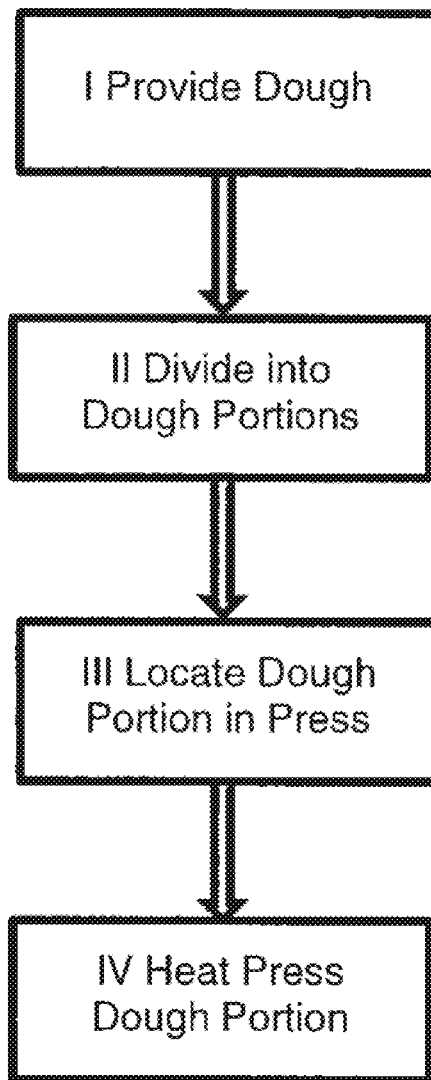 I Provide Dough
II Divide into
Dough Portions
III Locate Dough
Portion in Press
IV Heat Press
Dough Portion